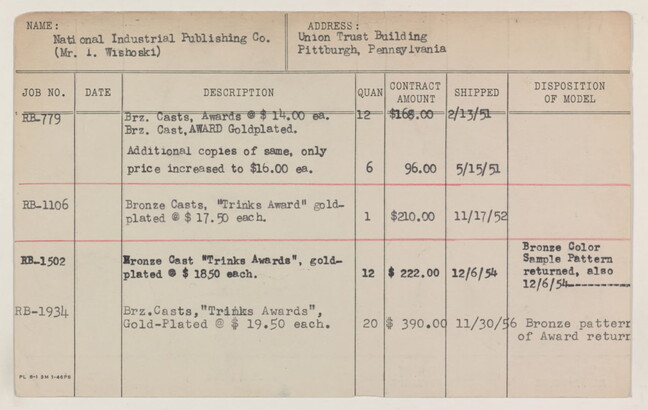 NAME: ADDRESS:
National Industrial Publishing Co. Union Trust Building
(Mr. I. Wishoski) Pittburgh, Pennsylvania
JOB NO. DATE DESCRIPTION QUAN CONTRACT AMOUNT SHIPPED DISPOSITION OF MODEL
RB-779 Brz. Casts, Awards @ $ 14.00 ea. 12 $168.00 2/13/51
Brz. Cast, AWARD Goldplated.
Additional copies of same, only
price increased to $16.00 ea. 6 96.00 5/15/51
RB-1106 Bronze Casts, "Trinks Award" gold-
plated @ $ 17.50 each. 1 $210.00 11/17/52
RB-1502 Bronze Cast "Trinks Awards", gold-
plated @ $ 1850 each. 12 $ 222.00 12/6/54
Bronze Color
Sample Pattern
returned, also
12/6/54----------
RB-1934 Brz.Casts,"Trinks Awards",
Gold-Plated @ $ 19.50 each. 20 $ 390.00 11/30/56 Bronze pattern
of Award return